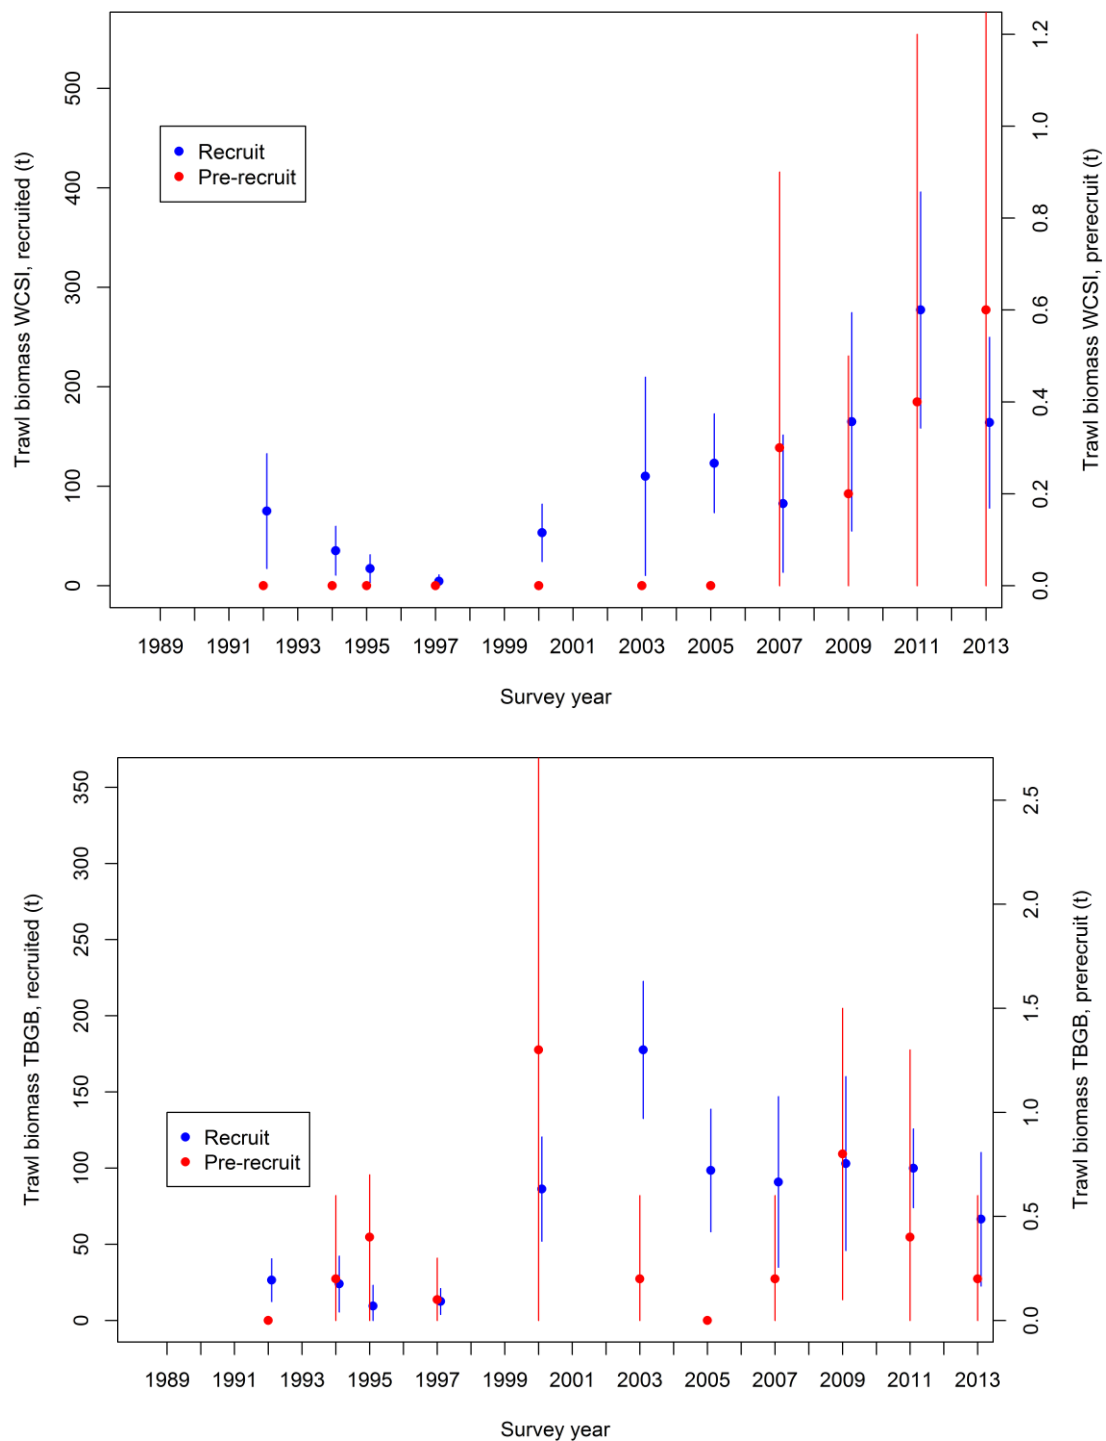 Trawl biomass WCSI, recruited (t)
0 100 200 300 400 500
Recruit
Pre-recruit
0.0 0.2 0.4 0.6 0.8 1.0 1.2
Trawl biomass WCSI, prerecruit (t)
1989 1991 1993 1995 1997 1999 2001 2003 2005 2007 2009 2011 2013
Survey year
Trawl biomass TBGB, recruited (t)
0 50 100 150 200 250 300 350
Recruit
Pre-recruit
0.0 0.5 1.0 1.5 2.0 2.5
Trawl biomass TBGB, prerecruit (t)
1989 1991 1993 1995 1997 1999 2001 2003 2005 2007 2009 2011 2013
Survey year